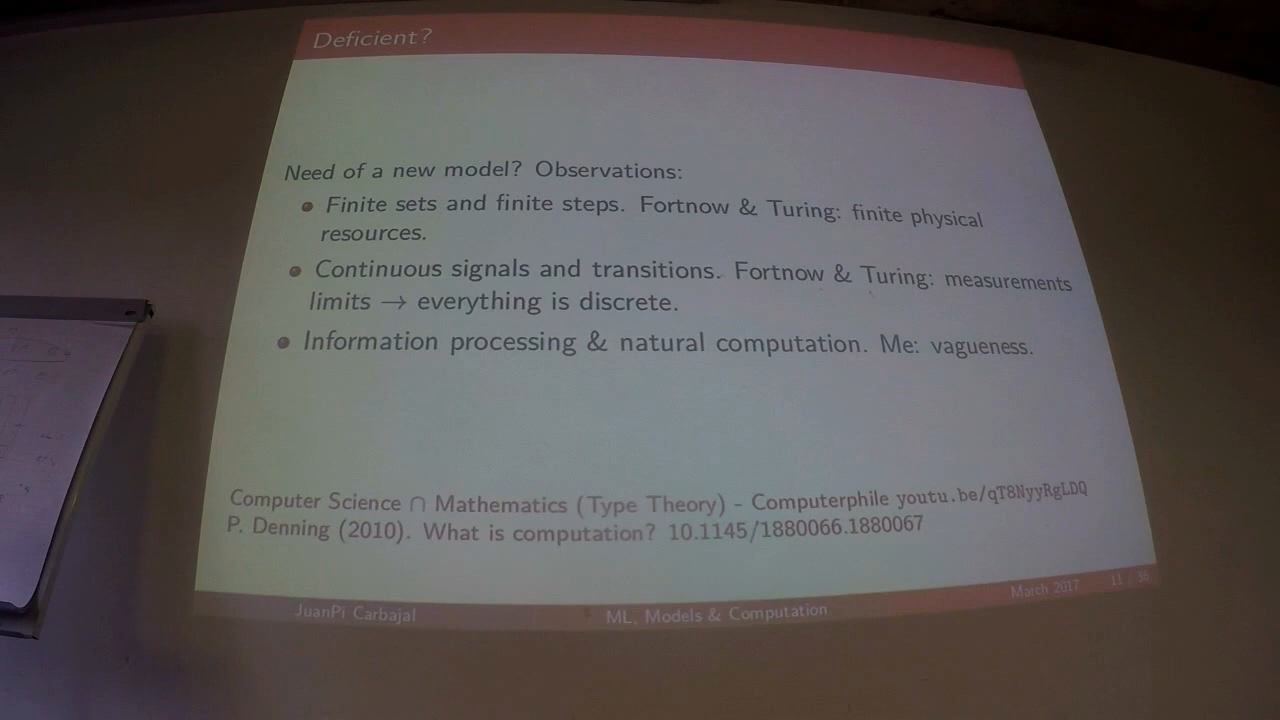 Deficient?
Need of a new model? Observations:
Finite sets and finite steps. Fortnow & Turing: finite physical
resources.
Continuous signals and transitions. Fortnow & Turing: measurements
limits → everything is discrete.
Information processing & natural computation. Me: vagueness.
Computer Science ∩ Mathematics (Type Theory) - Computerphile youtu.be/qT8NyyRgLDQ
P. Denning (2010). What is computation? 10.1145/1880066.1880067
JuanPi Carbajal
ML, Models & Computation
March 2017
11 / 36